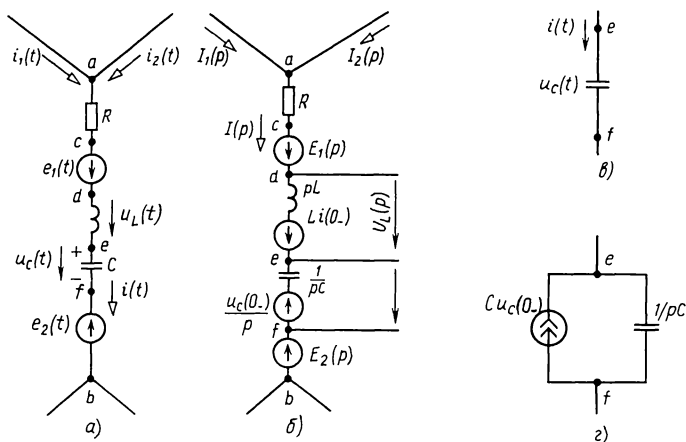 i₁(t)
a
i₂(t)
R
c
e₁(t)
d
u_L(t)
e
u_C(t)
+
C
−
f
i(t)
e₂(t)
b
а)
I₁(p)
I₂(p)
a
R
c
I(p)
E₁(p)
d
pL
Li(0₋)
U_L(p)
e
1/pC
u_C(0₋)/p
f
E₂(p)
b
б)
i(t)
e
u_C(t)
f
в)
e
Cu_C(0₋)
1/pC
f
г)